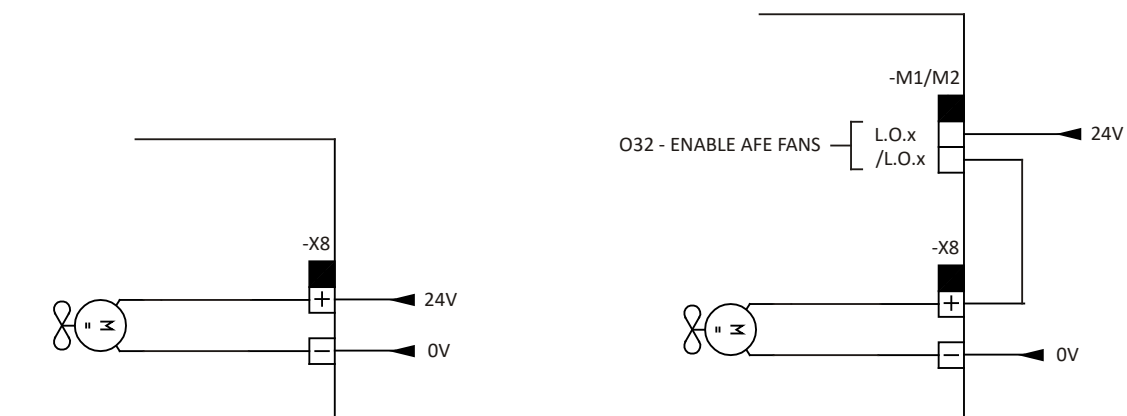 -X8
+
24V
M
=
−
0V
-M1/M2
O32 - ENABLE AFE FANS
L.O.x
24V
/L.O.x
-X8
+
M
=
−
0V